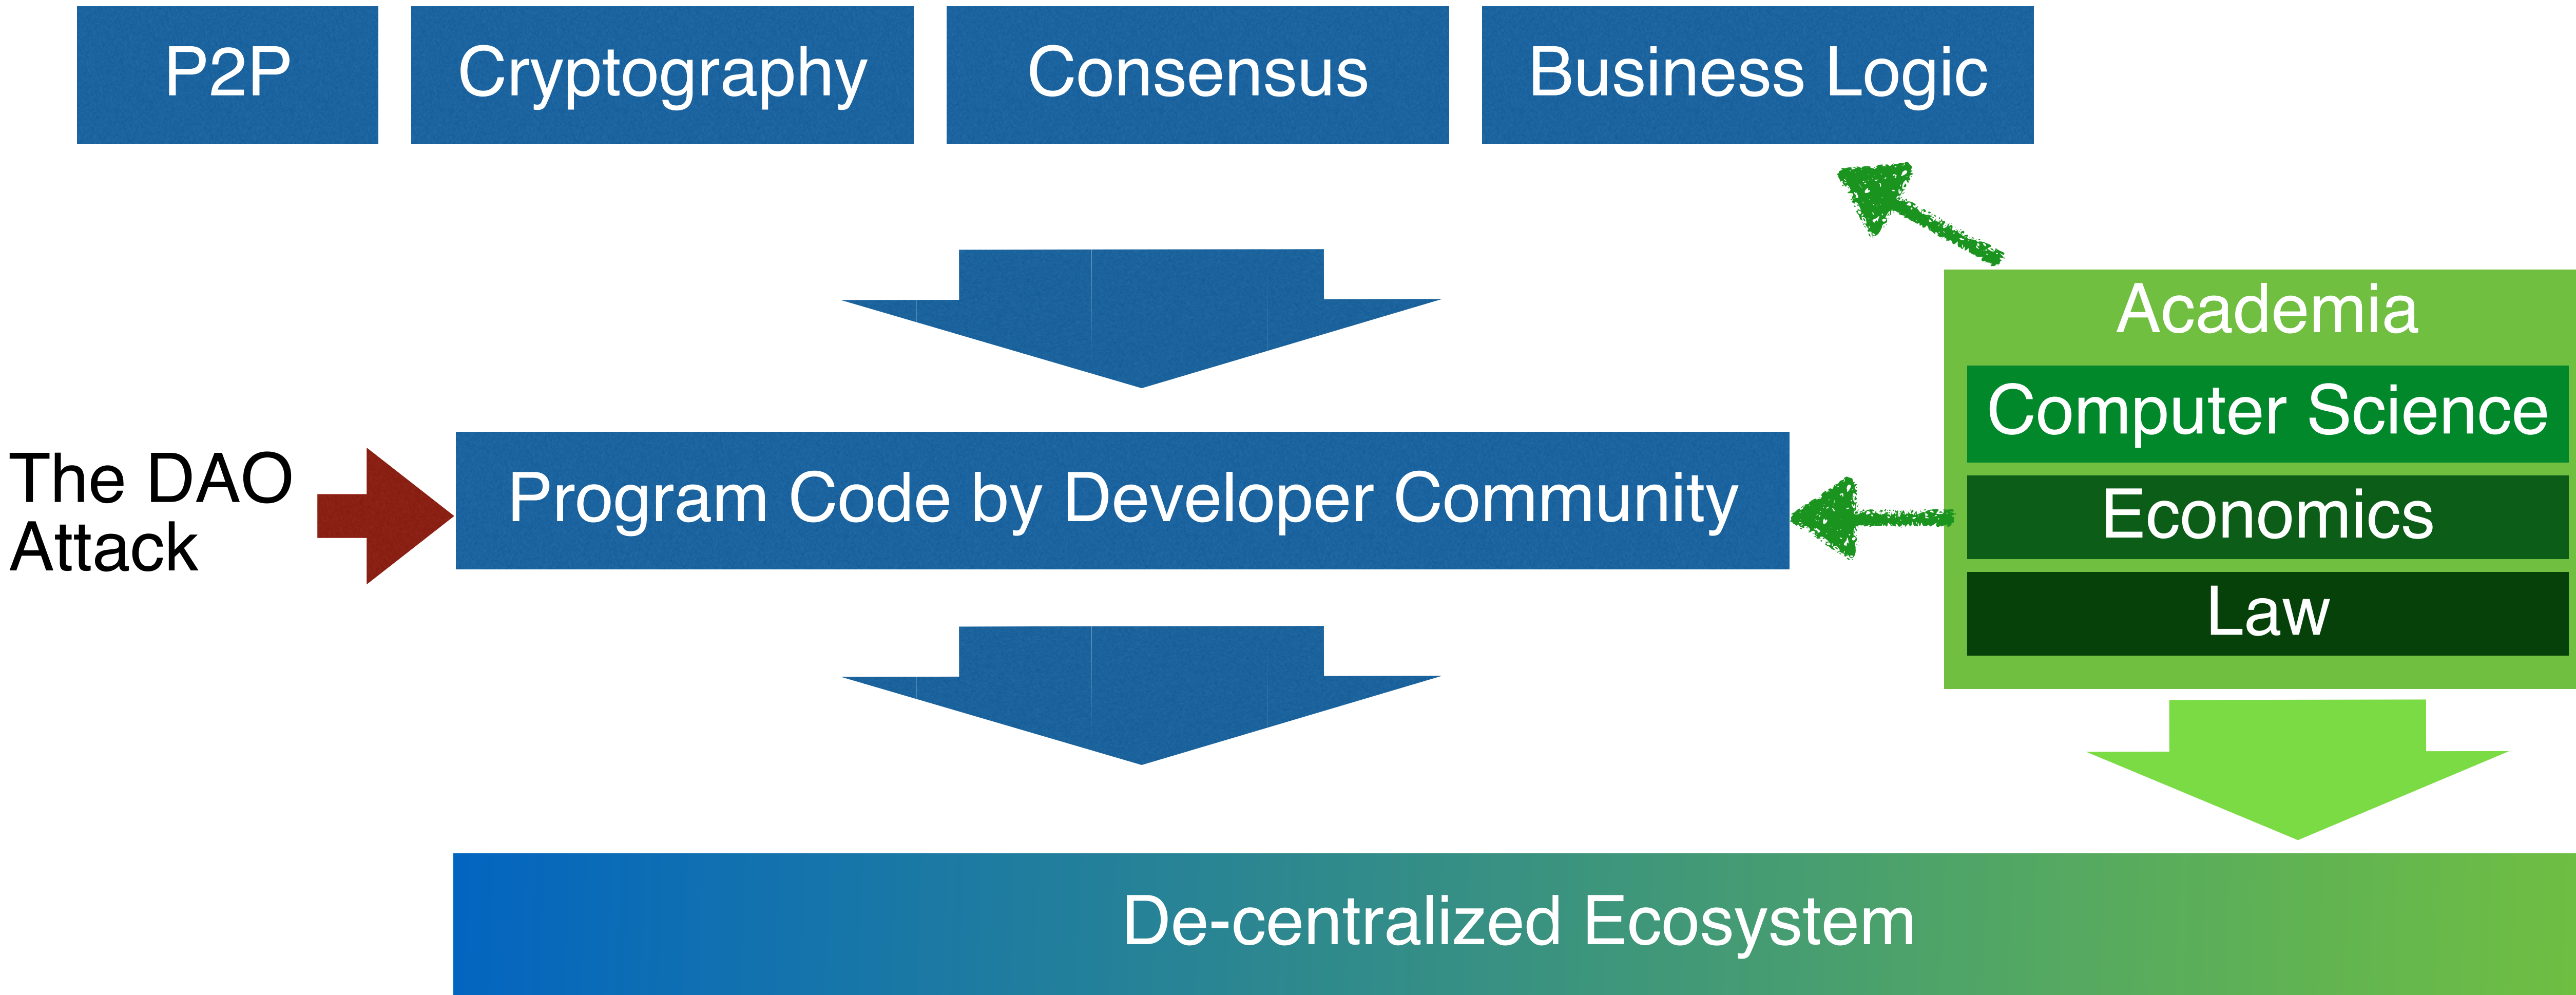 P2P
Cryptography
Consensus
Business Logic
Academia
Computer Science
Economics
Law
The DAO
Attack
Program Code by Developer Community
De-centralized Ecosystem